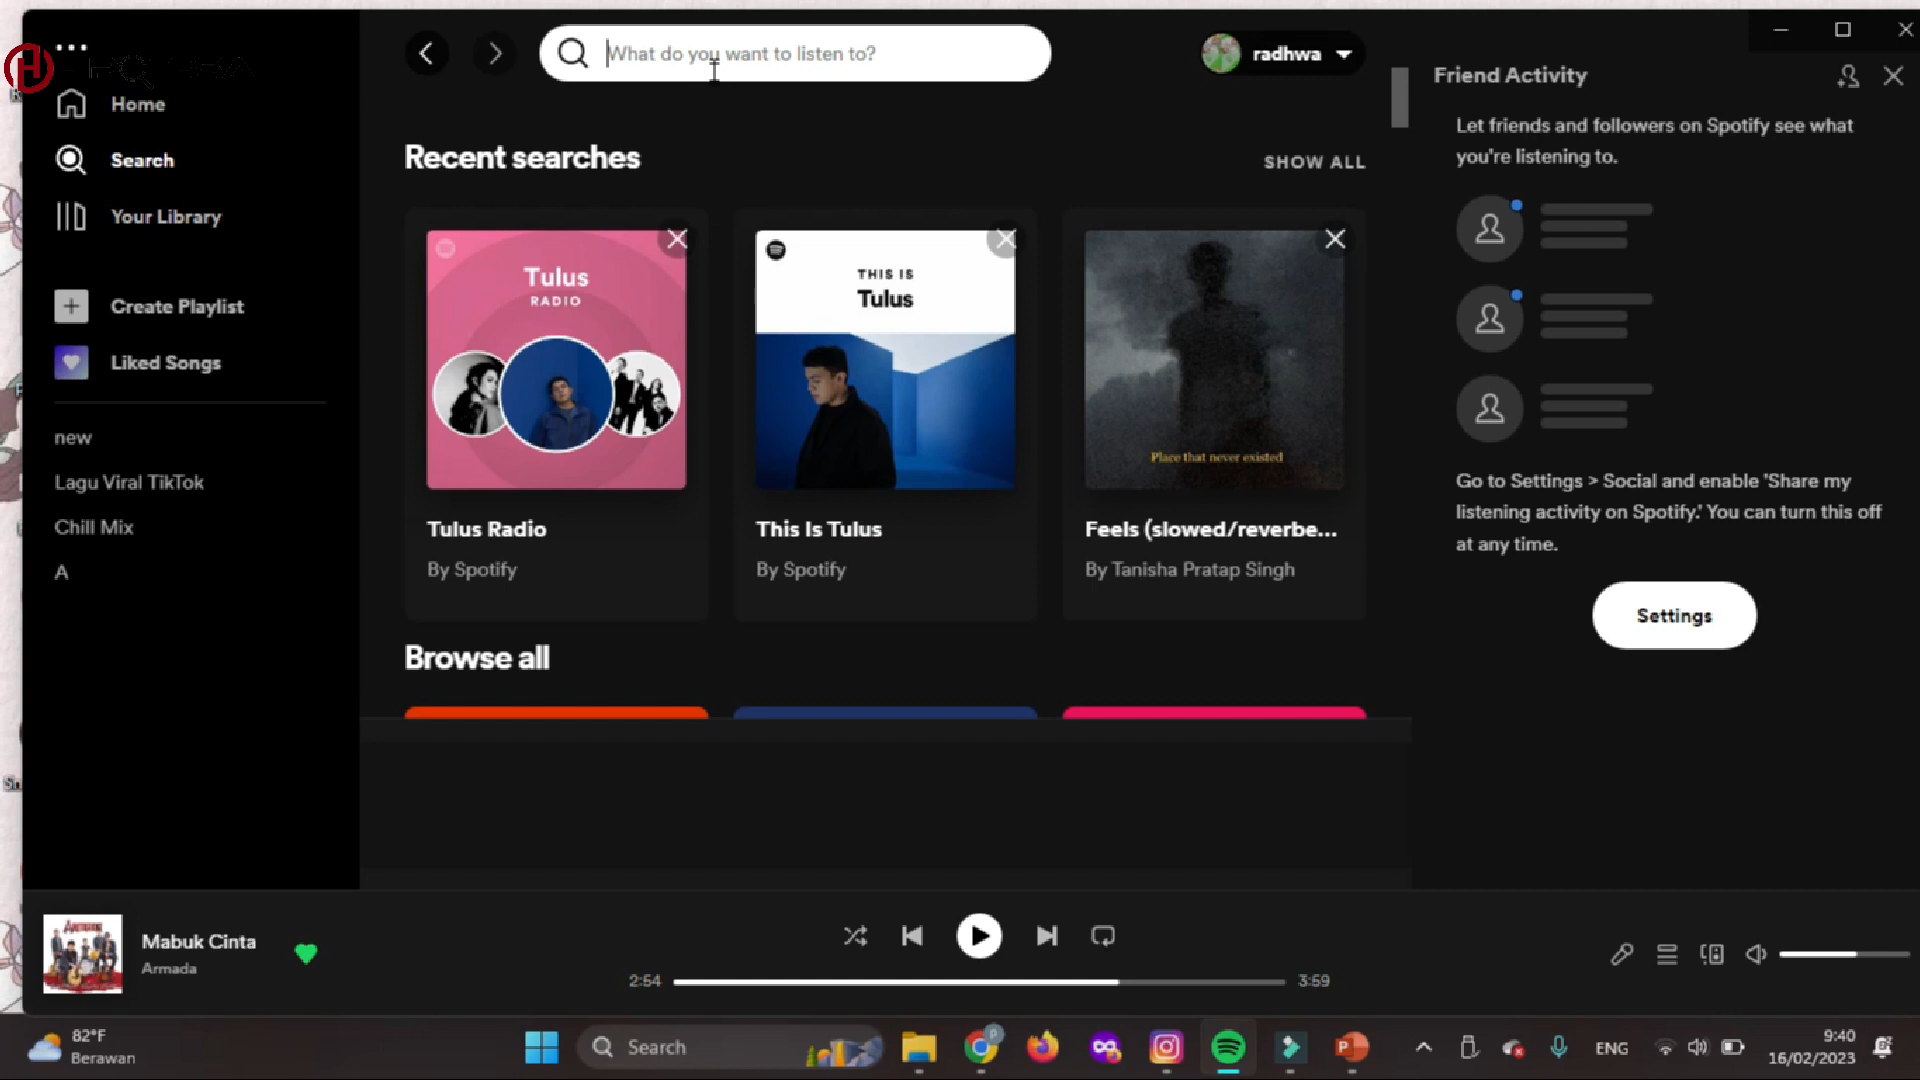 What do you want to listen to?
radhwa
Friend Activity
Home
Search
Your Library
Create Playlist
Liked Songs
new
Lagu Viral TikTok
Chill Mix
A
Recent searches
SHOW ALL
Tulus
RADIO
THIS IS
Tulus
Place that never existed
Tulus Radio
By Spotify
This Is Tulus
By Spotify
Feels (slowed/reverbe...
By Tanisha Pratap Singh
Browse all
Let friends and followers on Spotify see what
you're listening to.
Go to Settings > Social and enable 'Share my
listening activity on Spotify.' You can turn this off
at any time.
Settings
Mabuk Cinta
Armada
2:54
3:59
82°F
Berawan
Search
ENG
9:40
16/02/2023